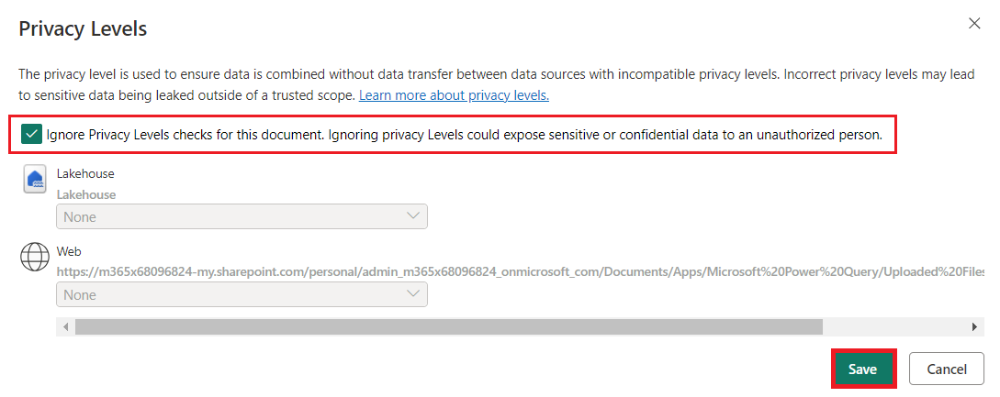 Privacy Levels
The privacy level is used to ensure data is combined without data transfer between data sources with incompatible privacy levels. Incorrect privacy levels may lead
to sensitive data being leaked outside of a trusted scope. Learn more about privacy levels.
Ignore Privacy Levels checks for this document. Ignoring privacy Levels could expose sensitive or confidential data to an unauthorized person.
Lakehouse
Lakehouse
None
Web
https://m365x68096824-my.sharepoint.com/personal/admin_m365x68096824_onmicrosoft_com/Documents/Apps/Microsoft%20Power%20Query/Uploaded%20Files
None
Save Cancel